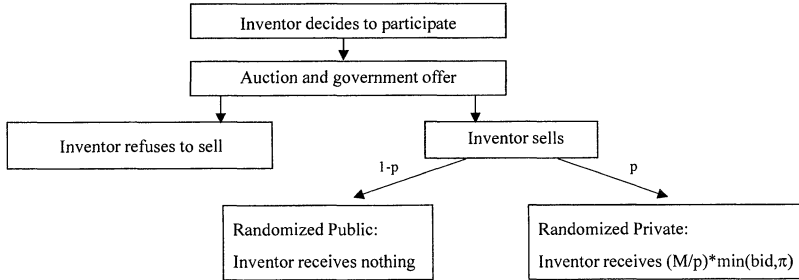 Inventor decides to participate
Auction and government offer
Inventor refuses to sell
Inventor sells
1-p
p
Randomized Public:
Inventor receives nothing
Randomized Private:
Inventor receives (M/p)*min(bid,π)